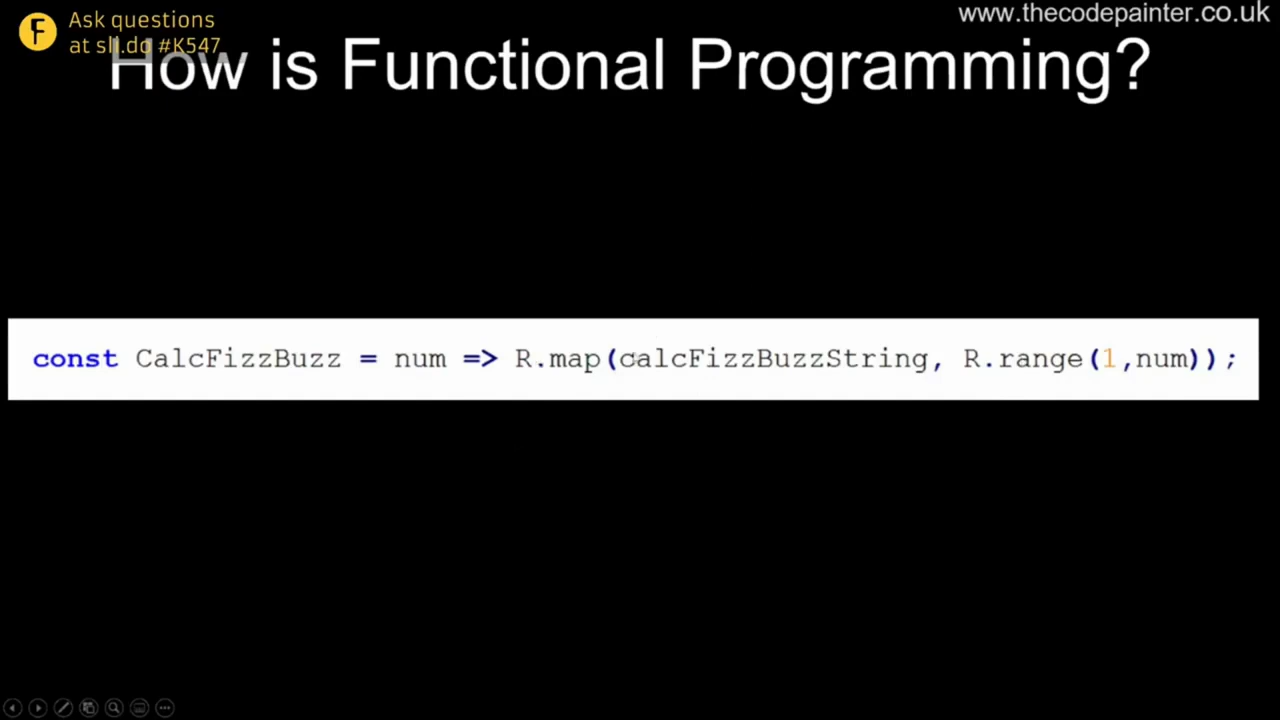 F
Ask questions
at sli.do #K547
www.thecodepainter.co.uk
How is Functional Programming?
const CalcFizzBuzz = num => R.map(calcFizzBuzzString, R.range(1,num));